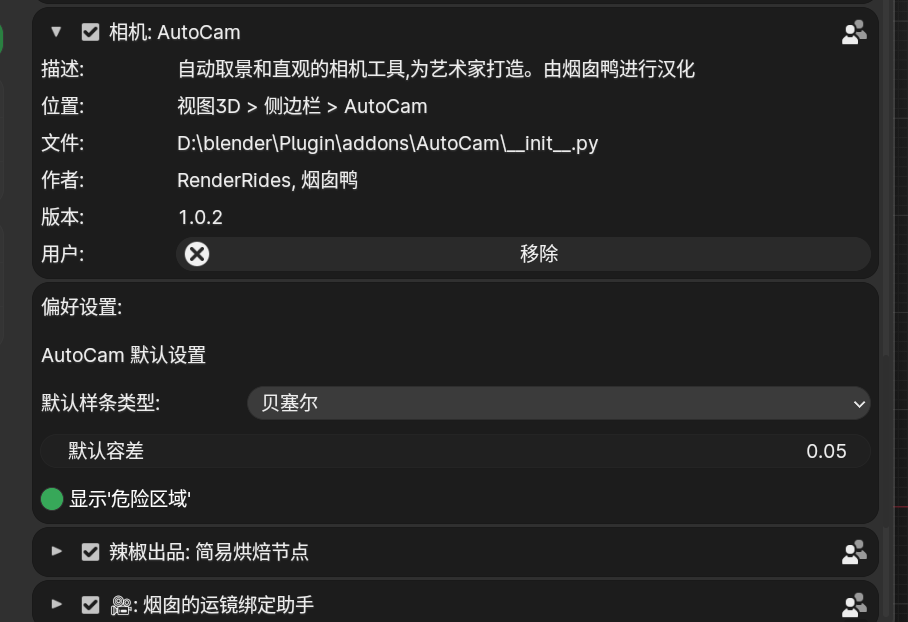 相机: AutoCam
描述: 自动取景和直观的相机工具,为艺术家打造。由烟囱鸭进行汉化
位置: 视图3D > 侧边栏 > AutoCam
文件: D:\blender\Plugin\addons\AutoCam\__init__.py
作者: RenderRides, 烟囱鸭
版本: 1.0.2
用户: 移除
偏好设置:
AutoCam 默认设置
默认样条类型: 贝塞尔
默认容差 0.05
显示'危险区域'
辣椒出品: 简易烘焙节点
🎥: 烟囱的运镜绑定助手